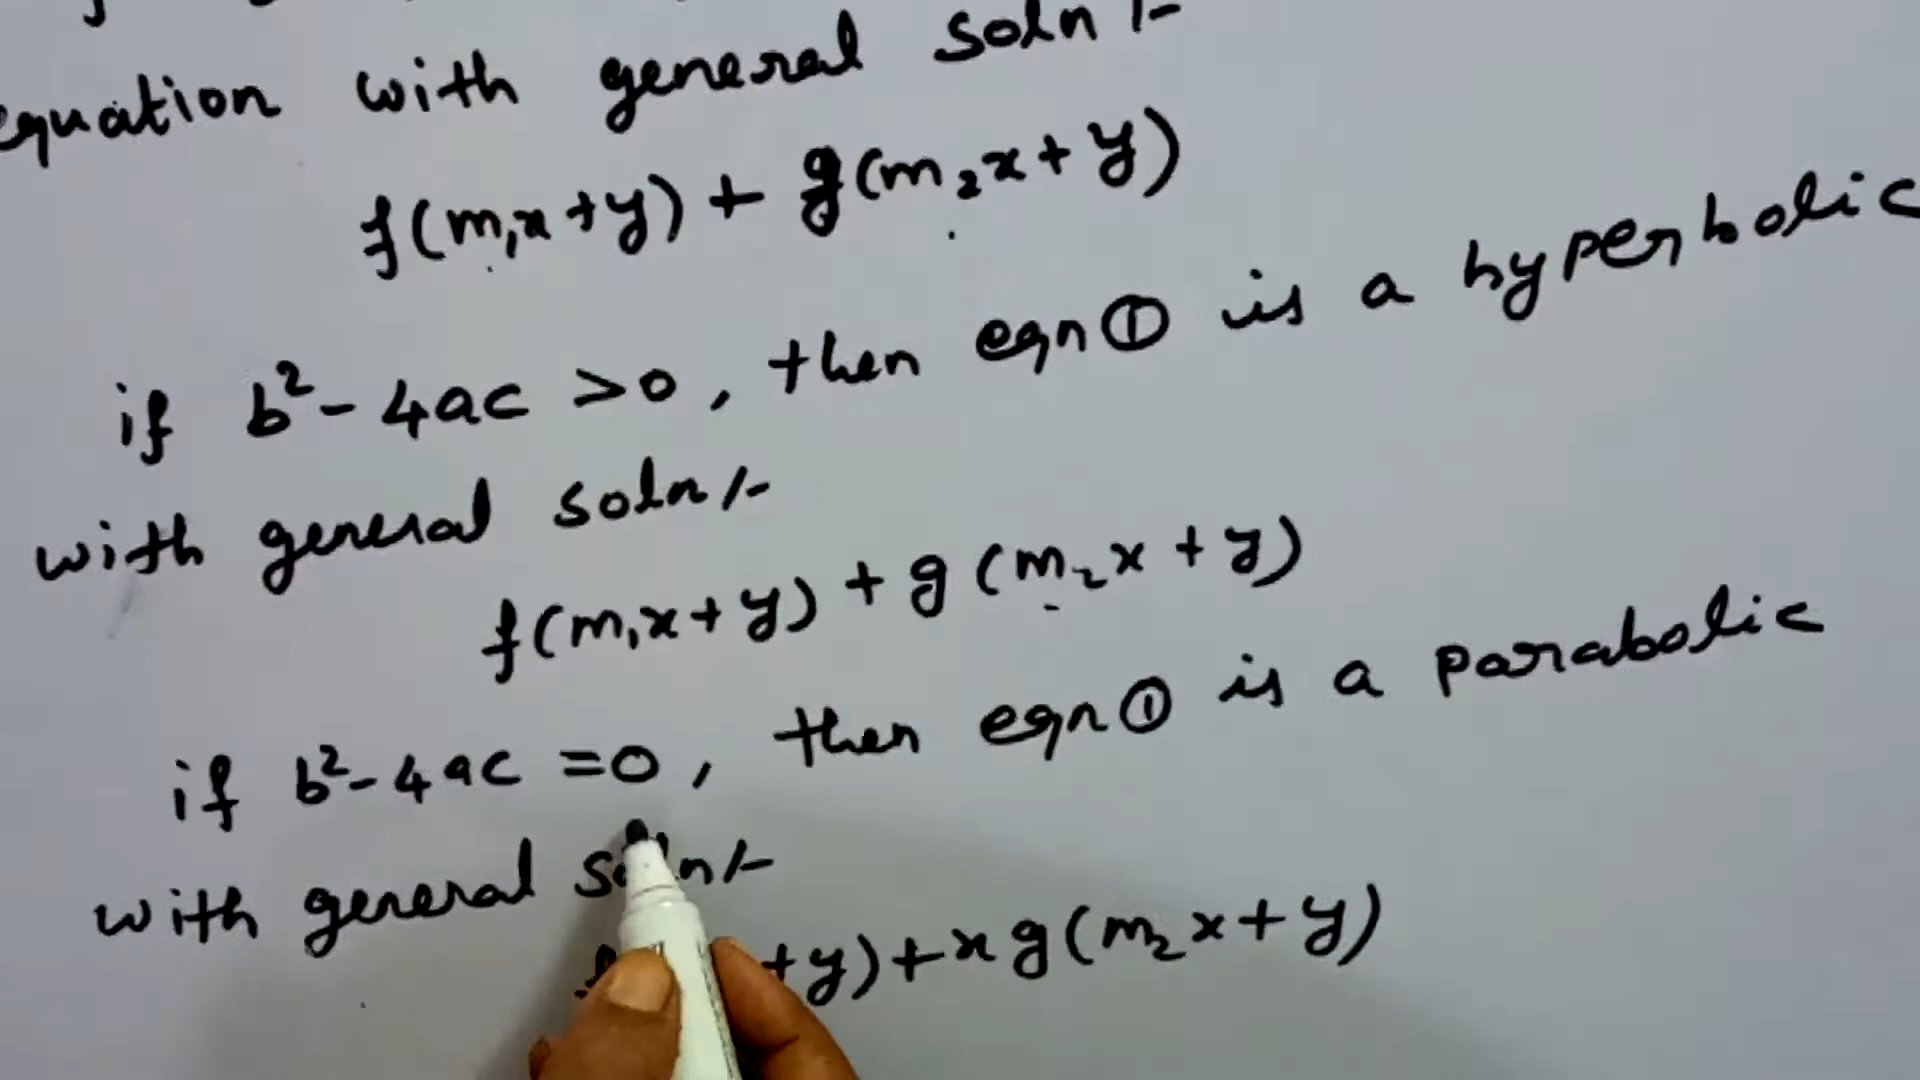 equation with general soln :-
f(m₁x+y) + g(m₂x+y)
if b²-4ac >0, then eqn ① is a hyperbolic
with general soln :-
f(m₁x+y) + g(m₂x+y)
if b²-4ac =0, then eqn ① is a parabolic
with general soln :-
+y)+xg(m₂x+y)